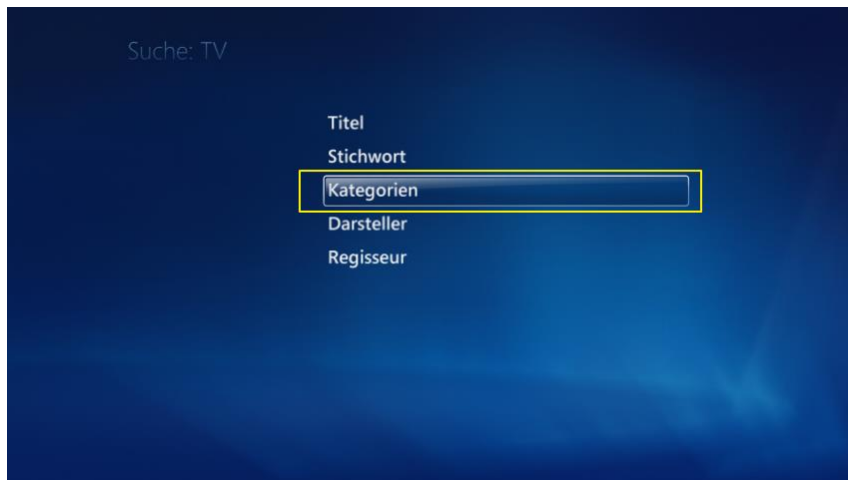 Suche: TV
Titel
Stichwort
Kategorien
Darsteller
Regisseur